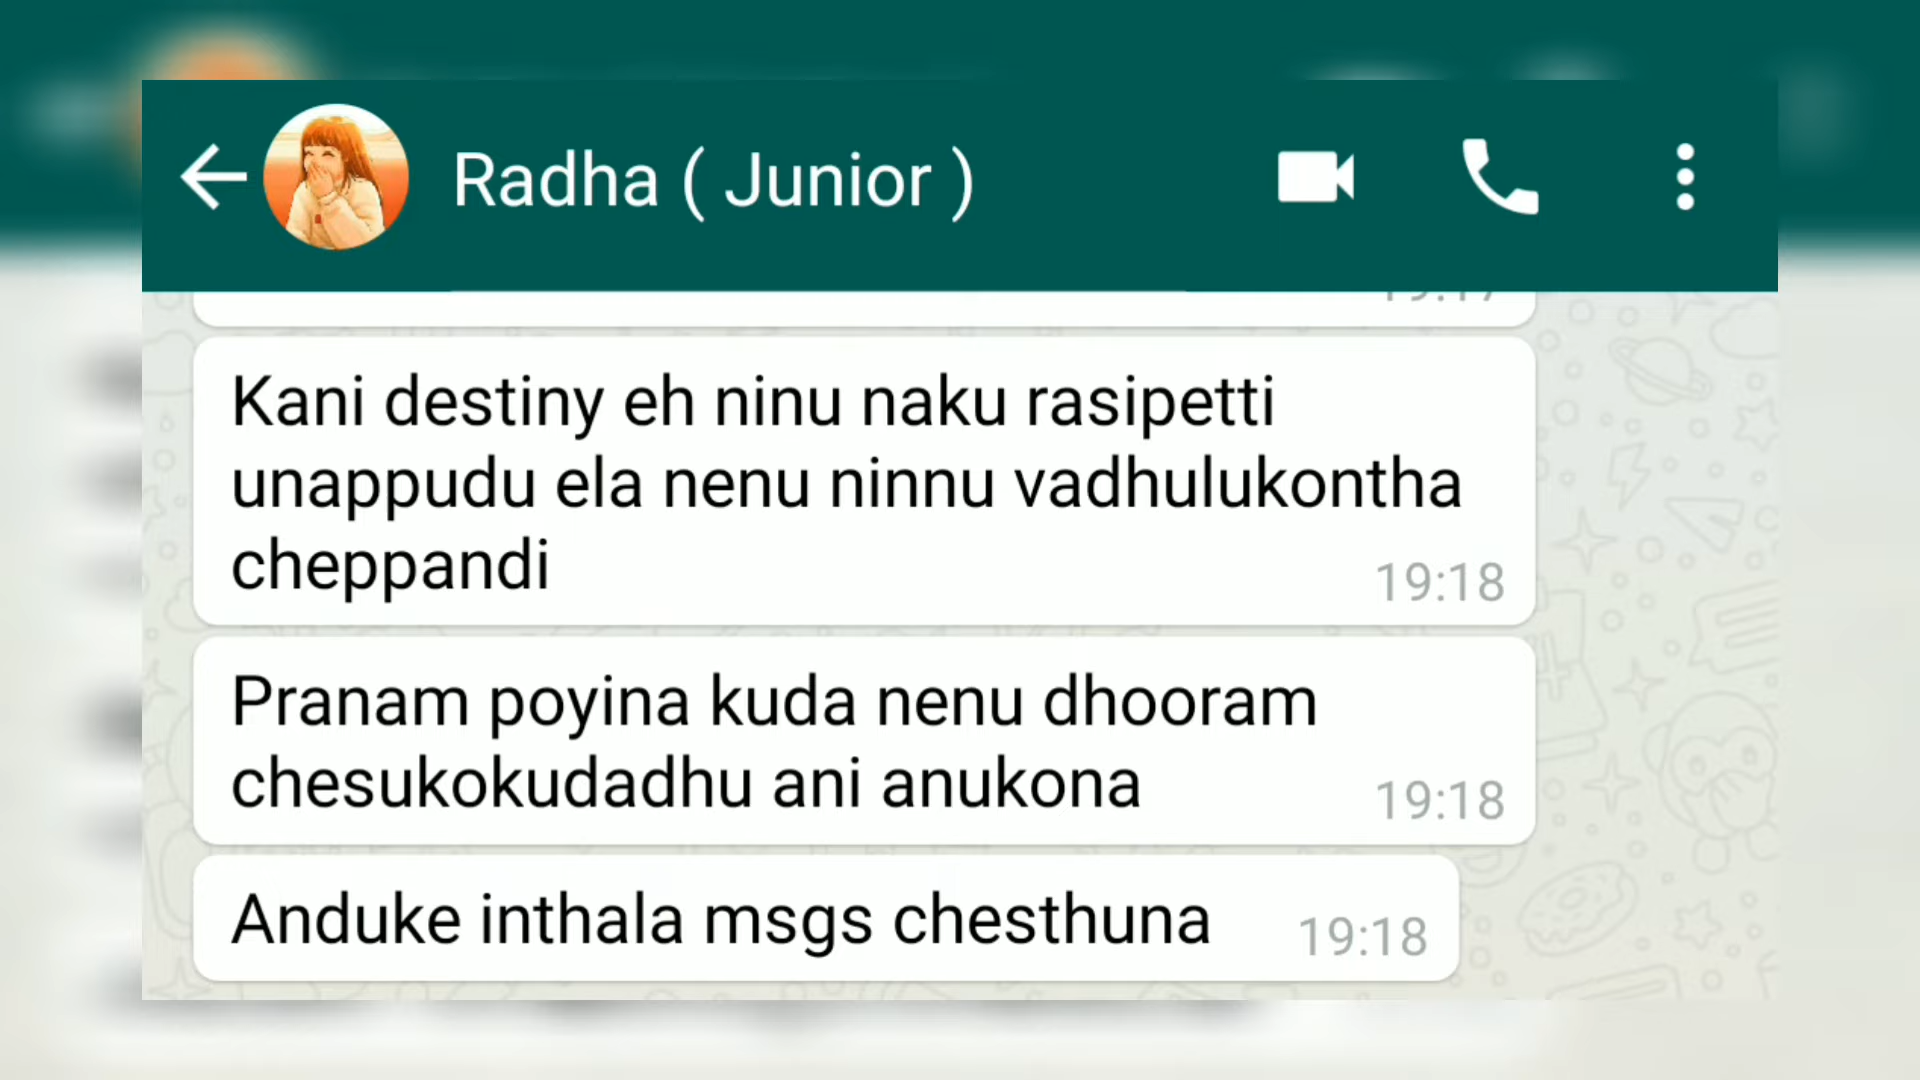 Radha ( Junior )
Kani destiny eh ninu naku rasipetti
unappudu ela nenu ninnu vadhulukontha
cheppandi
19:18
Pranam poyina kuda nenu dhooram
chesukokudadhu ani anukona
19:18
Anduke inthala msgs chesthuna
19:18